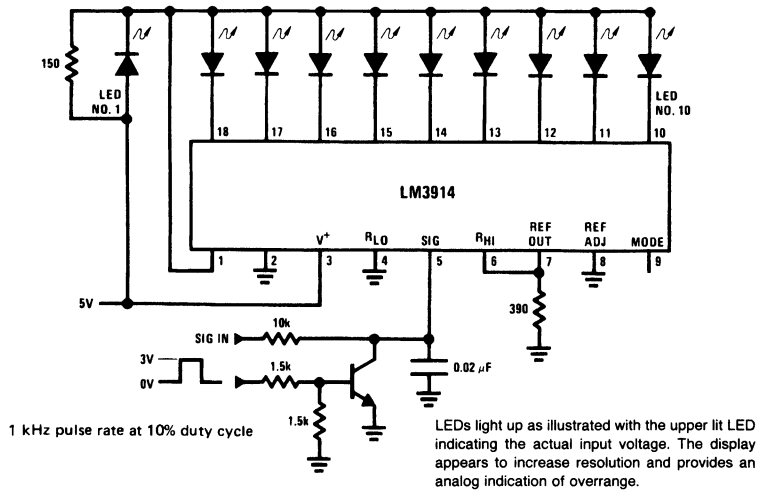 150
LED
NO. 1
LED
NO. 10
18 17 16 15 14 13 12 11 10
LM3914
V+ RLO SIG RHI REF OUT REF ADJ MODE
1 2 3 4 5 6 7 8 9
5V
390
SIG IN
10k
3V
0V
1.5k
0.02 µF
1.5k
1 kHz pulse rate at 10% duty cycle
LEDs light up as illustrated with the upper lit LED
indicating the actual input voltage. The display
appears to increase resolution and provides an
analog indication of overrange.